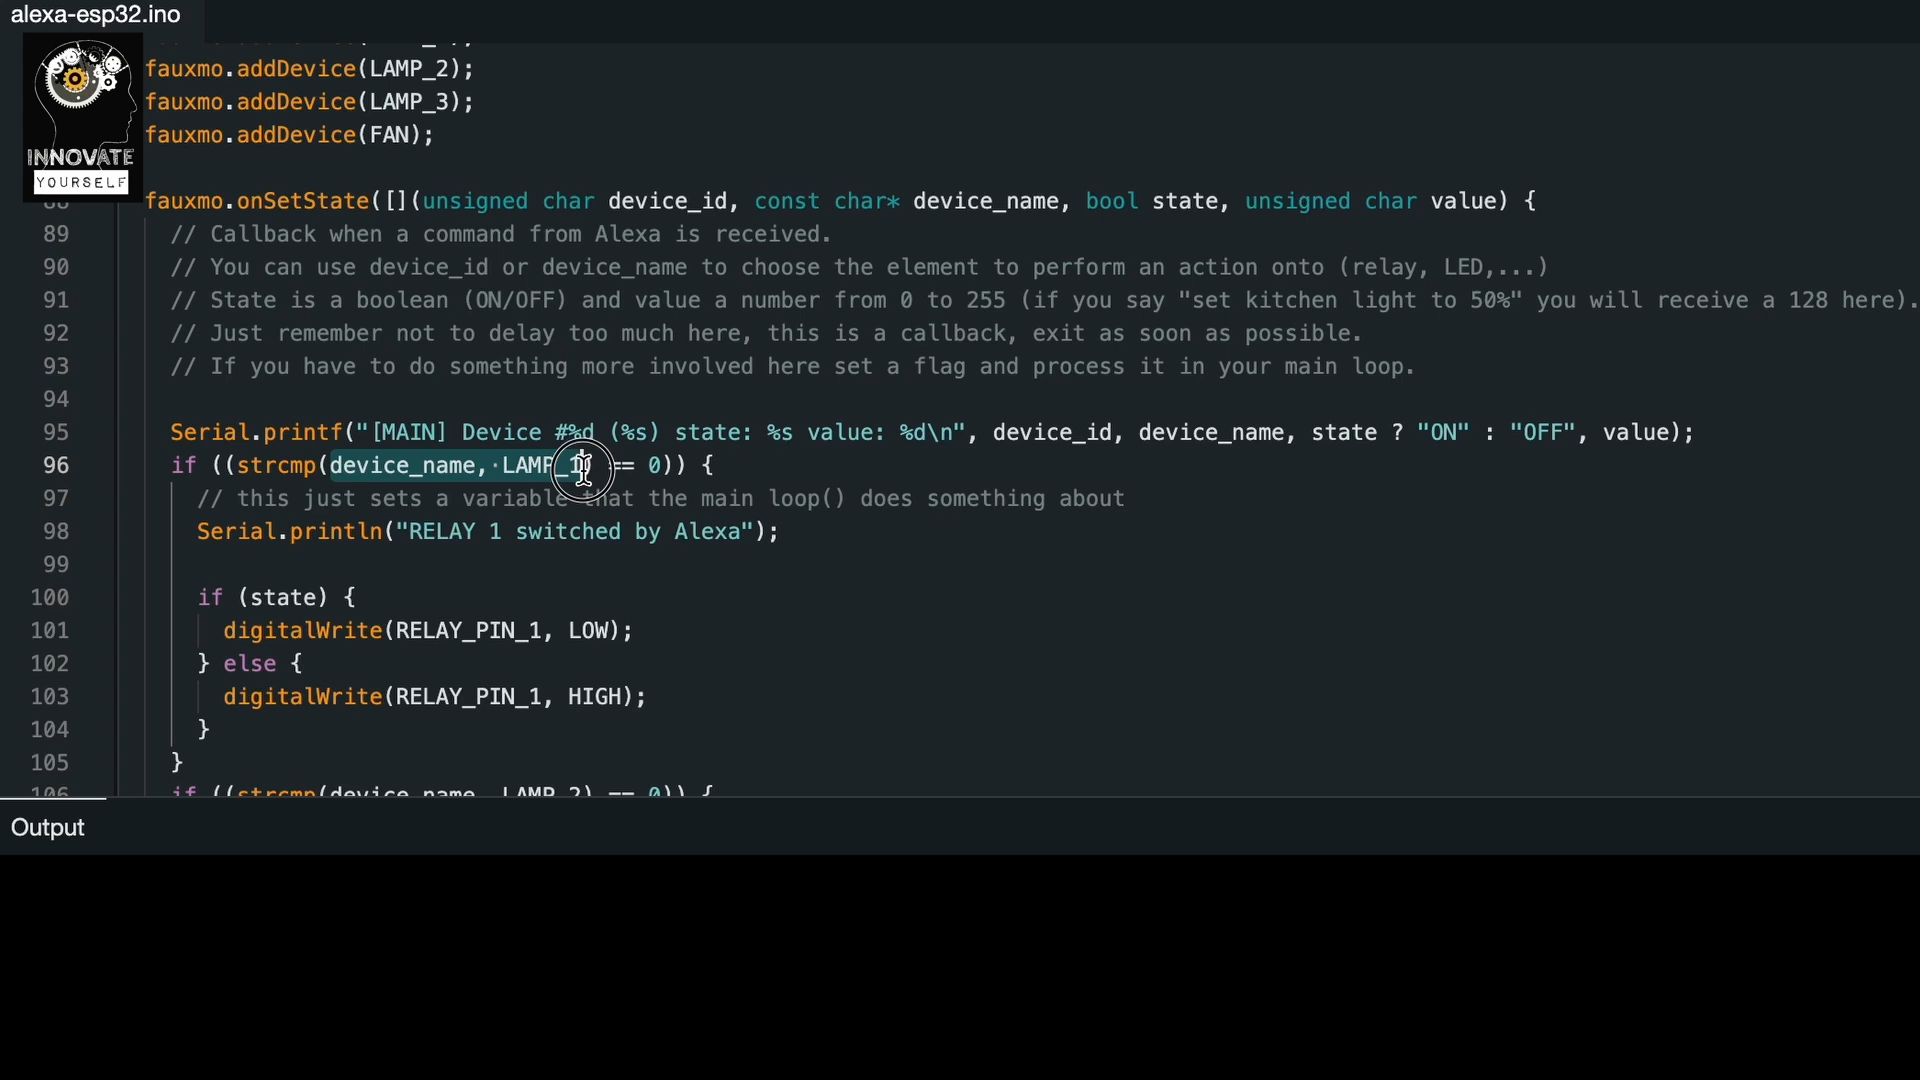 alexa-esp32.ino
fauxmo.addDevice(LAMP_2);
fauxmo.addDevice(LAMP_3);
fauxmo.addDevice(FAN);
INNOVATE
YOURSELF
88 fauxmo.onSetState([](unsigned char device_id, const char* device_name, bool state, unsigned char value) {
89 // Callback when a command from Alexa is received.
90 // You can use device_id or device_name to choose the element to perform an action onto (relay, LED,...)
91 // State is a boolean (ON/OFF) and value a number from 0 to 255 (if you say "set kitchen light to 50%" you will receive a 128 here).
92 // Just remember not to delay too much here, this is a callback, exit as soon as possible.
93 // If you have to do something more involved here set a flag and process it in your main loop.
94
95 Serial.printf("[MAIN] Device #%d (%s) state: %s value: %d\n", device_id, device_name, state ? "ON" : "OFF", value);
96 if ((strcmp(device_name, LAMP_1) == 0)) {
97 // this just sets a variable that the main loop() does something about
98 Serial.println("RELAY 1 switched by Alexa");
99
100 if (state) {
101 digitalWrite(RELAY_PIN_1, LOW);
102 } else {
103 digitalWrite(RELAY_PIN_1, HIGH);
104 }
105 }
106 if ((strcmp(device_name, LAMP_2) == 0)) {
Output